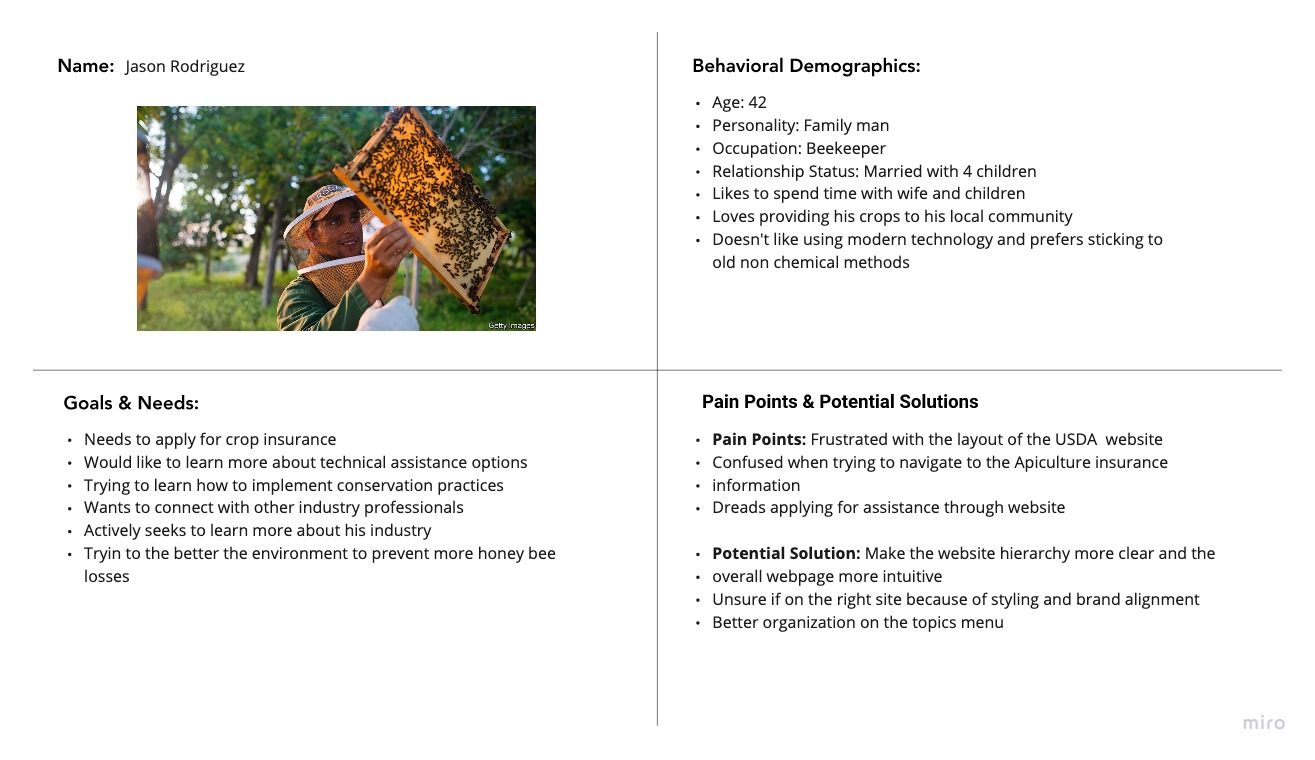 Name: Jason Rodriguez
Getty Images
Behavioral Demographics:
• Age: 42
• Personality: Family man
• Occupation: Beekeeper
• Relationship Status: Married with 4 children
• Likes to spend time with wife and children
• Loves providing his crops to his local community
• Doesn't like using modern technology and prefers sticking to
old non chemical methods
Goals & Needs:
• Needs to apply for crop insurance
• Would like to learn more about technical assistance options
• Trying to learn how to implement conservation practices
• Wants to connect with other industry professionals
• Actively seeks to learn more about his industry
• Tryin to the better the environment to prevent more honey bee
losses
Pain Points & Potential Solutions
• Pain Points: Frustrated with the layout of the USDA website
• Confused when trying to navigate to the Apiculture insurance
• information
• Dreads applying for assistance through website
• Potential Solution: Make the website hierarchy more clear and the
• overall webpage more intuitive
• Unsure if on the right site because of styling and brand alignment
• Better organization on the topics menu
miro